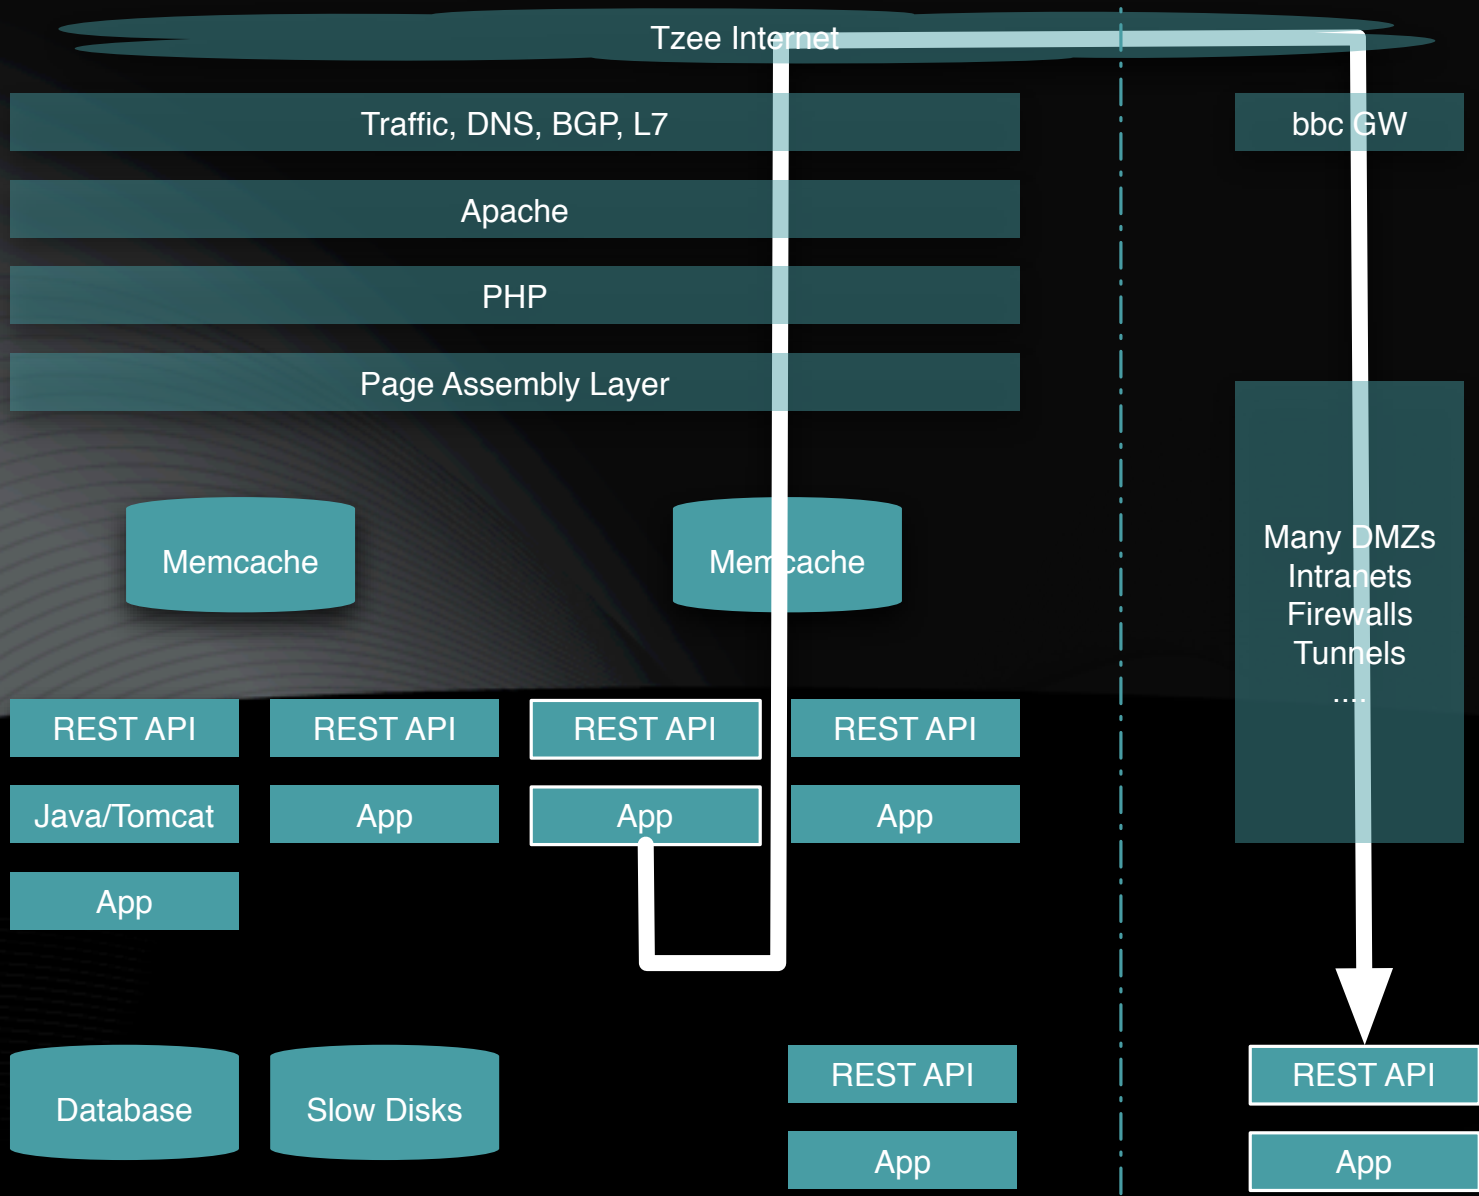 Tzee Internet
Traffic, DNS, BGP, L7
bbc GW
Apache
PHP
Page Assembly Layer
Memcache
Memcache
Many DMZs
Intranets
Firewalls
Tunnels
....
REST API
REST API
REST API
REST API
Java/Tomcat
App
App
App
App
Database
Slow Disks
REST API
REST API
App
App